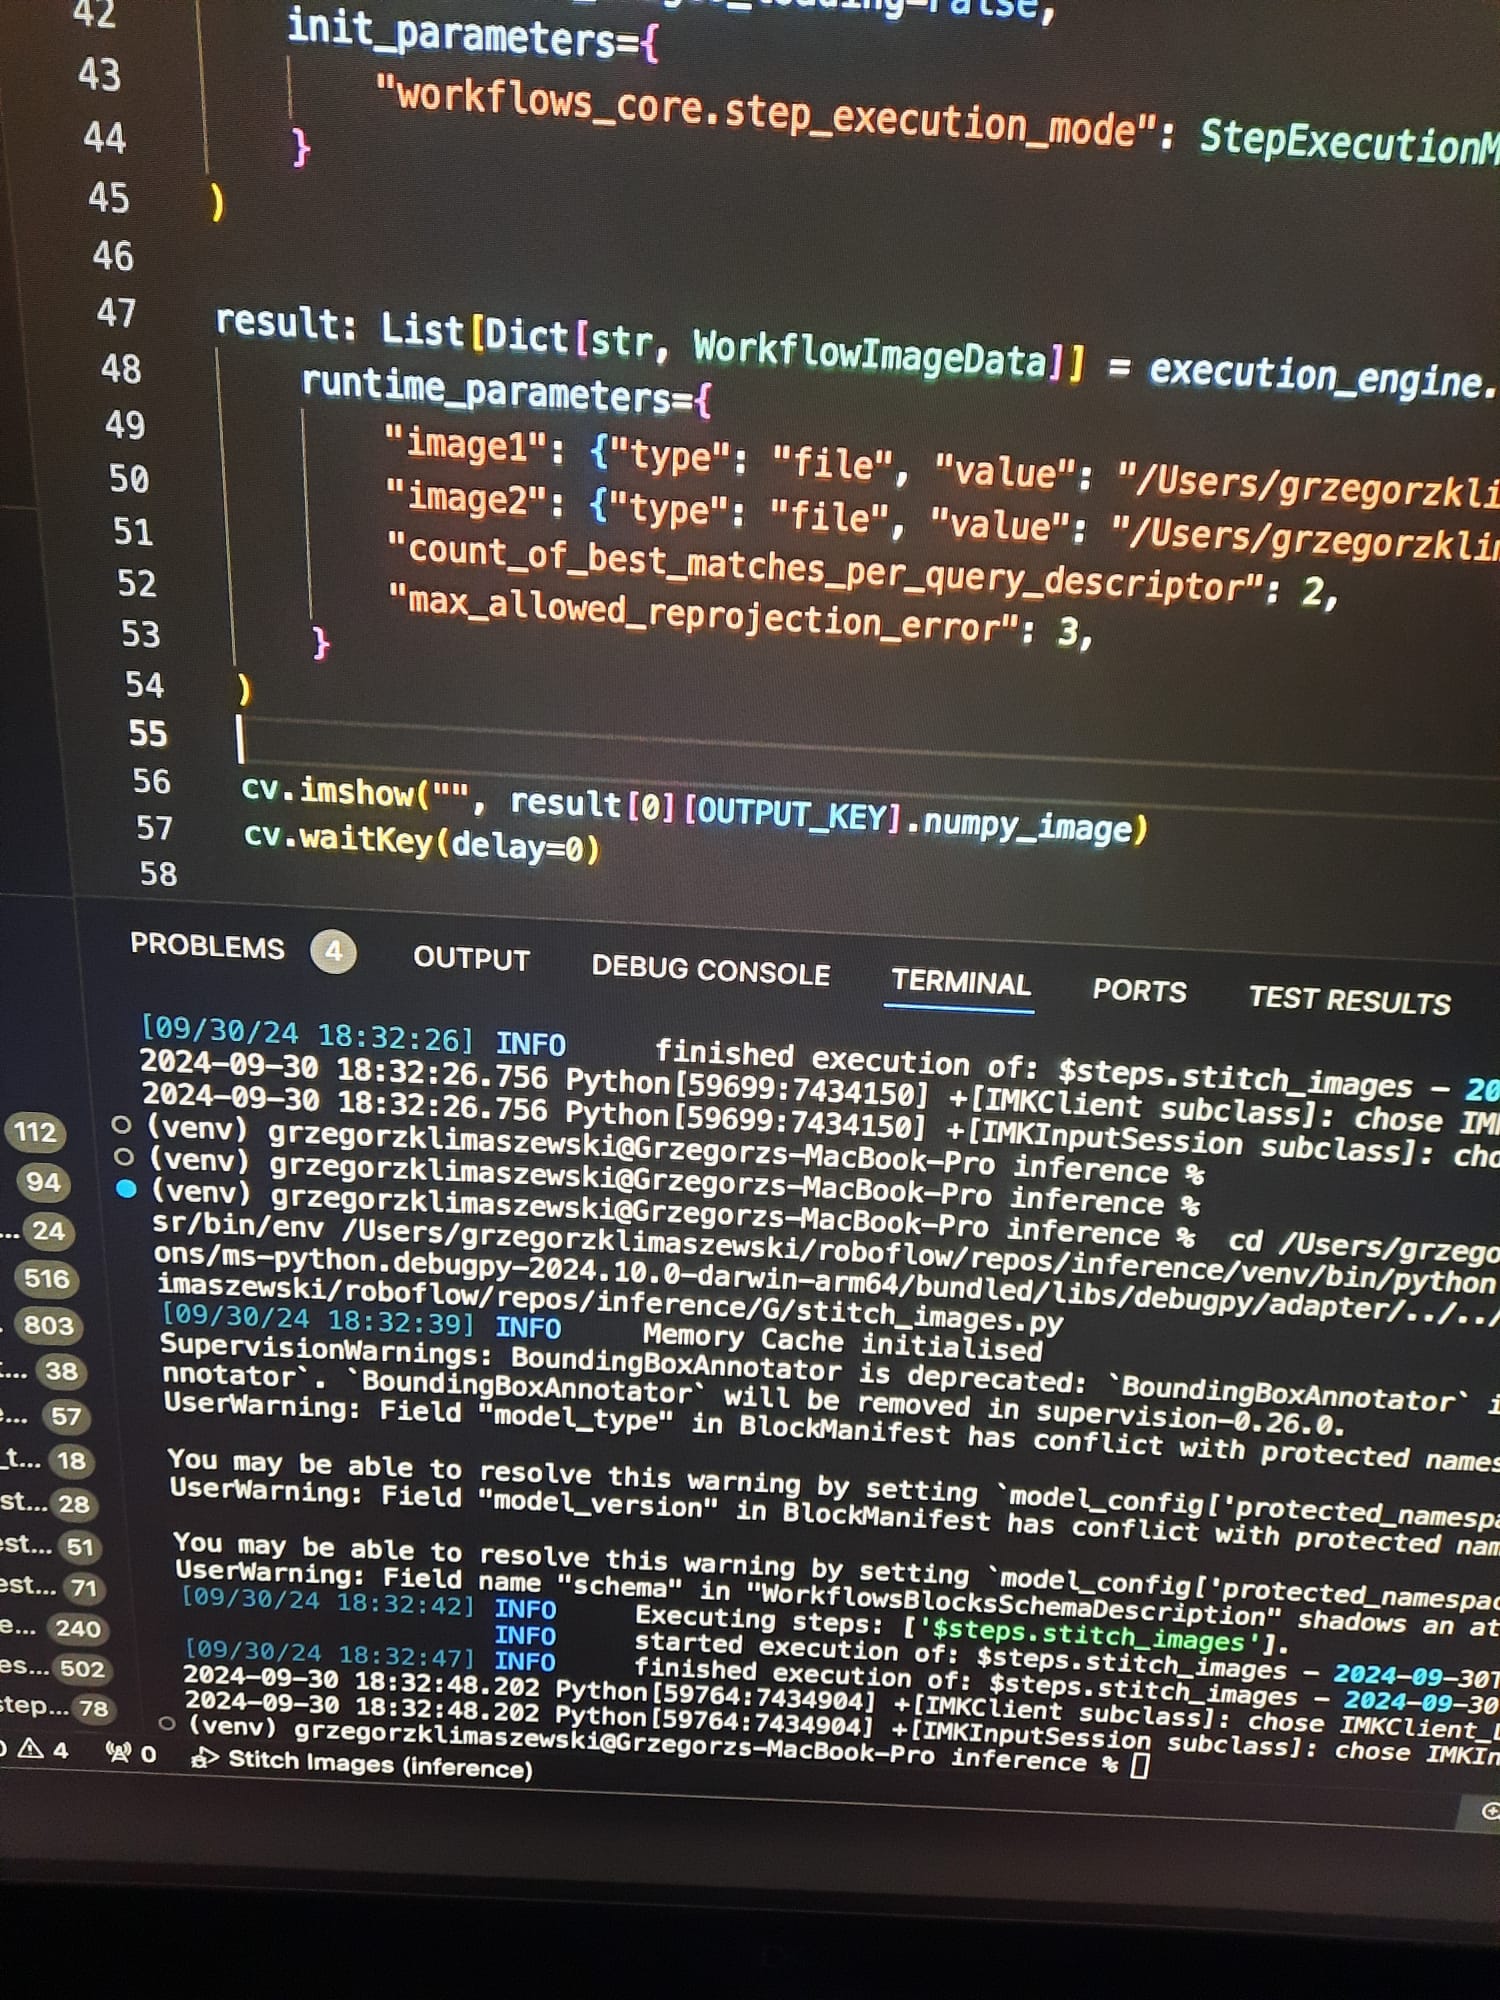 42
init_parameters={
43 "workflows_core.step_execution_mode": StepExecutionM
44 }
45 )
46
47 result: List[Dict[str, WorkflowImageData]] = execution_engine.
48 runtime_parameters={
49 "image1": {"type": "file", "value": "/Users/grzegorzkli
50 "image2": {"type": "file", "value": "/Users/grzegorzklim
51 "count_of_best_matches_per_query_descriptor": 2,
52 "max_allowed_reprojection_error": 3,
53 }
54 )
55
56 cv.imshow("", result[0][OUTPUT_KEY].numpy_image)
57 cv.waitKey(delay=0)
58
PROBLEMS 4 OUTPUT DEBUG CONSOLE TERMINAL PORTS TEST RESULTS
[09/30/24 18:32:26] INFO finished execution of: $steps.stitch_images – 20
2024–09–30 18:32:26.756 Python[59699:7434150] +[IMKClient subclass]: chose IMK
2024–09–30 18:32:26.756 Python[59699:7434150] +[IMKInputSession subclass]: cho
(venv) grzegorzklimaszewski@Grzegorzs–MacBook–Pro inference %
(venv) grzegorzklimaszewski@Grzegorzs–MacBook–Pro inference %
(venv) grzegorzklimaszewski@Grzegorzs–MacBook–Pro inference % cd /Users/grzego
sr/bin/env /Users/grzegorzklimaszewski/roboflow/repos/inference/venv/bin/python
ons/ms–python.debugpy–2024.10.0–darwin–arm64/bundled/libs/debugpy/adapter/../../
imaszewski/roboflow/repos/inference/G/stitch_images.py
[09/30/24 18:32:39] INFO Memory Cache initialised
SupervisionWarnings: BoundingBoxAnnotator is deprecated: `BoundingBoxAnnotator` i
nnotator`. `BoundingBoxAnnotator` will be removed in supervision–0.26.0.
UserWarning: Field "model_type" in BlockManifest has conflict with protected names
You may be able to resolve this warning by setting `model_config['protected_namespa
UserWarning: Field "model_version" in BlockManifest has conflict with protected nam
You may be able to resolve this warning by setting `model_config['protected_namespac
UserWarning: Field name "schema" in "WorkflowsBlocksSchemaDescription" shadows an at
[09/30/24 18:32:42] INFO Executing steps: ['$steps.stitch_images'].
INFO started execution of: $steps.stitch_images – 2024–09–30T
[09/30/24 18:32:47] INFO finished execution of: $steps.stitch_images – 2024–09–30
2024–09–30 18:32:48.202 Python[59764:7434904] +[IMKClient subclass]: chose IMKClient_L
2024–09–30 18:32:48.202 Python[59764:7434904] +[IMKInputSession subclass]: chose IMKIn
(venv) grzegorzklimaszewski@Grzegorzs–MacBook–Pro inference %
112
94
... 24
516
803
... 38
... 57
_t... 18
st... 28
est... 51
est... 71
e... 240
es... 502
step... 78
4 0 Stitch Images (inference)